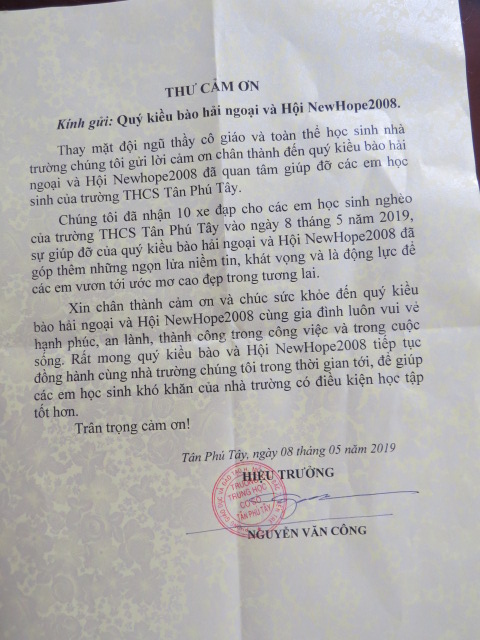 THƯ CẢM ƠN
Kính gửi: Quý kiều bào hải ngoại và Hội NewHope2008.
Thay mặt đội ngũ thầy cô giáo và toàn thể học sinh nhà
trường chúng tôi gửi lời cảm ơn chân thành đến quý kiều bào hải
ngoại và Hội Newhope2008 đã quan tâm giúp đỡ các em học
sinh của trường THCS Tân Phú Tây.
Chúng tôi đã nhận 10 xe đạp cho các em học sinh nghèo
của trường THCS Tân Phú Tây vào ngày 8 tháng 5 năm 2019,
sự giúp đỡ của quý kiều bào hải ngoại và Hội NewHope2008 đã
góp thêm những ngọn lửa niềm tin, khát vọng và là động lực để
các em vươn tới ước mơ cao đẹp trong tương lai.
Xin chân thành cảm ơn và chúc sức khỏe đến quý kiều
bào hải ngoại và Hội NewHope2008 cùng gia đình luôn vui vẻ
hạnh phúc, an lành, thành công trong công việc và trong cuộc
sống. Rất mong quý kiều bào và Hội NewHope2008 tiếp tục
đồng hành cùng nhà trường chúng tôi trong thời gian tới, để giúp
các em học sinh khó khăn của nhà trường có điều kiện học tập
tốt hơn.
Trân trọng cảm ơn!
Tân Phú Tây, ngày 08 tháng 05 năm 2019
HIỆU TRƯỞNG
TRƯỜNG
TRUNG HỌC
CƠ SỞ
TÂN PHÚ TÂY
NGUYỄN VĂN CÔNG